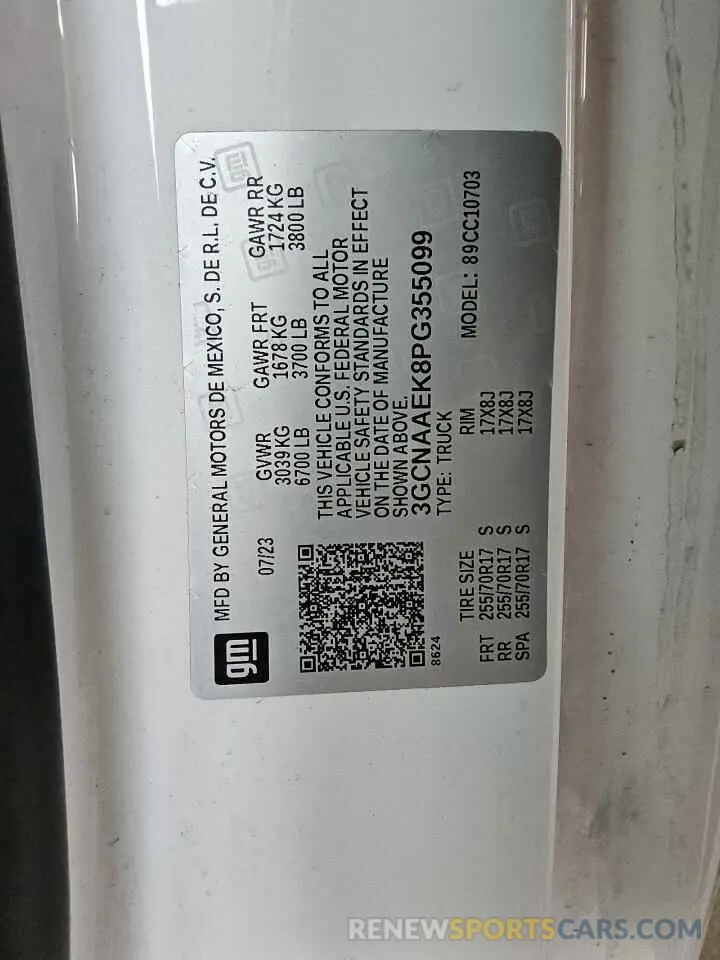 gm
MFD BY GENERAL MOTORS DE MEXICO, S. DE R.L. DE C.V.
07/23
GVWR GAWR FRT GAWR RR
3039 KG 1678 KG 1724 KG
6700 LB 3700 LB 3800 LB
THIS VEHICLE CONFORMS TO ALL
APPLICABLE U.S. FEDERAL MOTOR
VEHICLE SAFETY STANDARDS IN EFFECT
ON THE DATE OF MANUFACTURE
SHOWN ABOVE.
3GCNAAEK8PG355099
8624
TYPE: TRUCK MODEL: 89CC10703
TIRE SIZE RIM
FRT 255/70R17 S 17X8J
RR 255/70R17 S 17X8J
SPA 255/70R17 S 17X8J
RENEWSPORTSCARS.COM